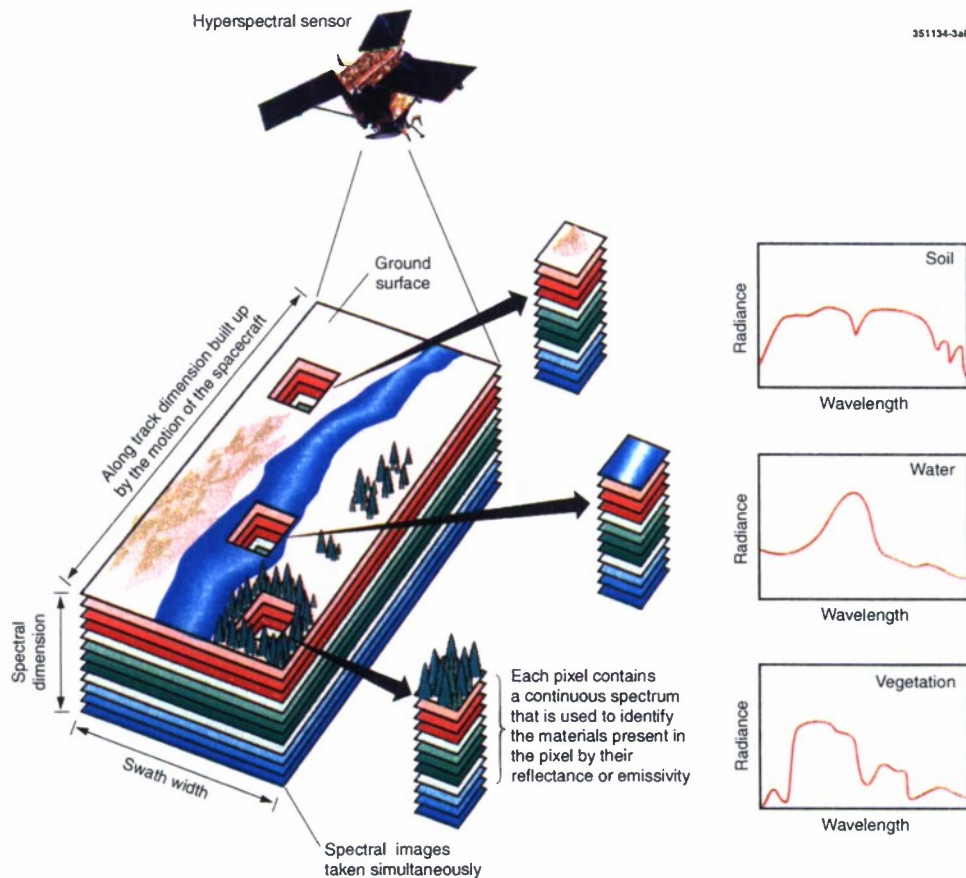 Hyperspectral sensor
Ground
surface
Along track dimension built up
by the motion of the spacecraft
Spectral
dimension
Swath width
Spectral images
taken simultaneously
Each pixel contains
a continuous spectrum
that is used to identify
the materials present in
the pixel by their
reflectance or emissivity
Soil
Radiance
Wavelength
Water
Radiance
Wavelength
Vegetation
Radiance
Wavelength